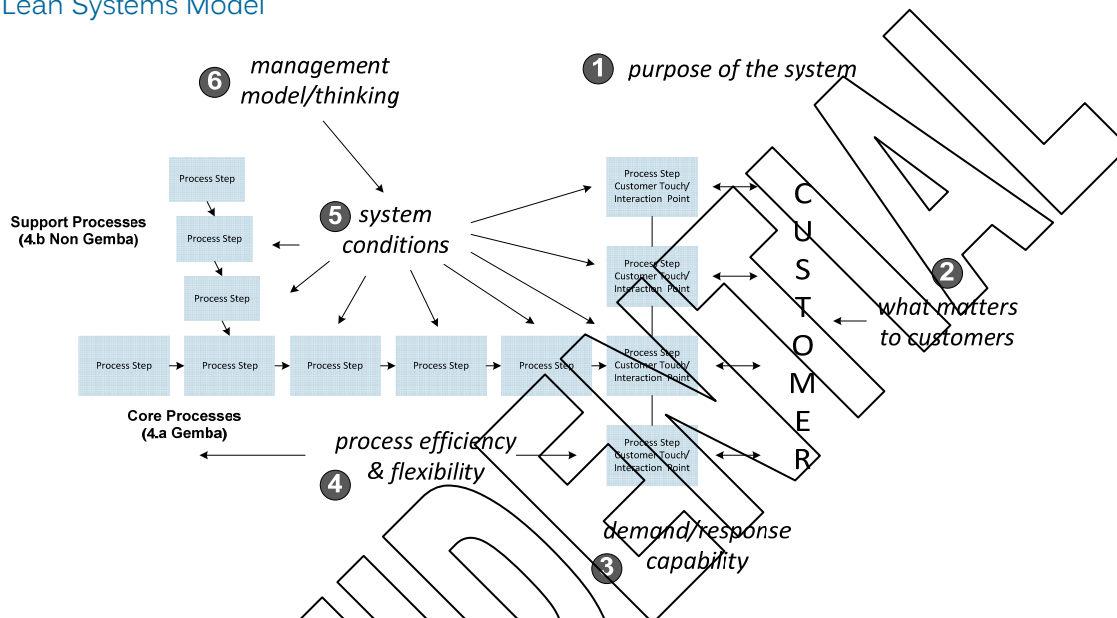 Lean Systems Model
6
management
model/thinking
1
purpose of the system
Process Step
Process Step
Process Step
Support Processes
(4.b Non Gemba)
5
system
conditions
Process Step
Customer Touch/
Interaction Point
Process Step
Customer Touch/
Interaction Point
Process Step
Customer Touch/
Interaction Point
Process Step
Customer Touch/
Interaction Point
C
U
S
T
O
M
E
R
2
what matters
to customers
Process Step
Process Step
Process Step
Process Step
Process Step
Core Processes
(4.a Gemba)
process efficiency
& flexibility
4
demand/response
capability
3